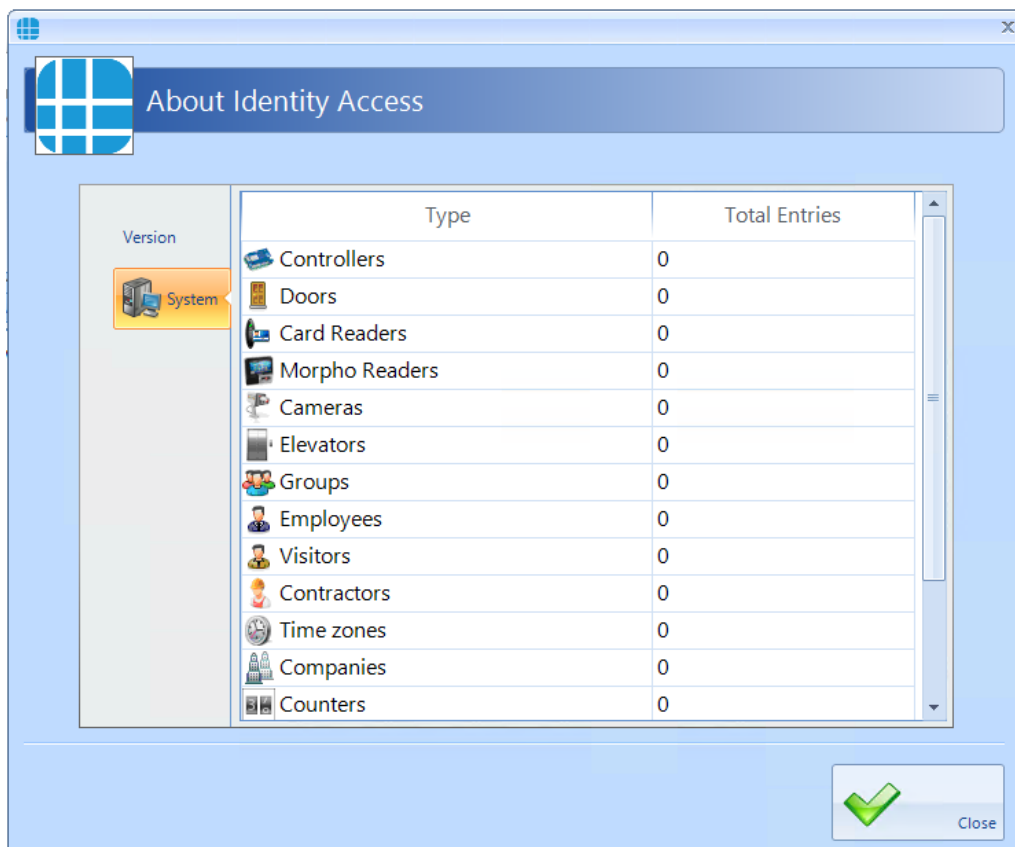 About Identity Access
Version
System
Type Total Entries
Controllers 0
Doors 0
Card Readers 0
Morpho Readers 0
Cameras 0
Elevators 0
Groups 0
Employees 0
Visitors 0
Contractors 0
Time zones 0
Companies 0
Counters 0
Close